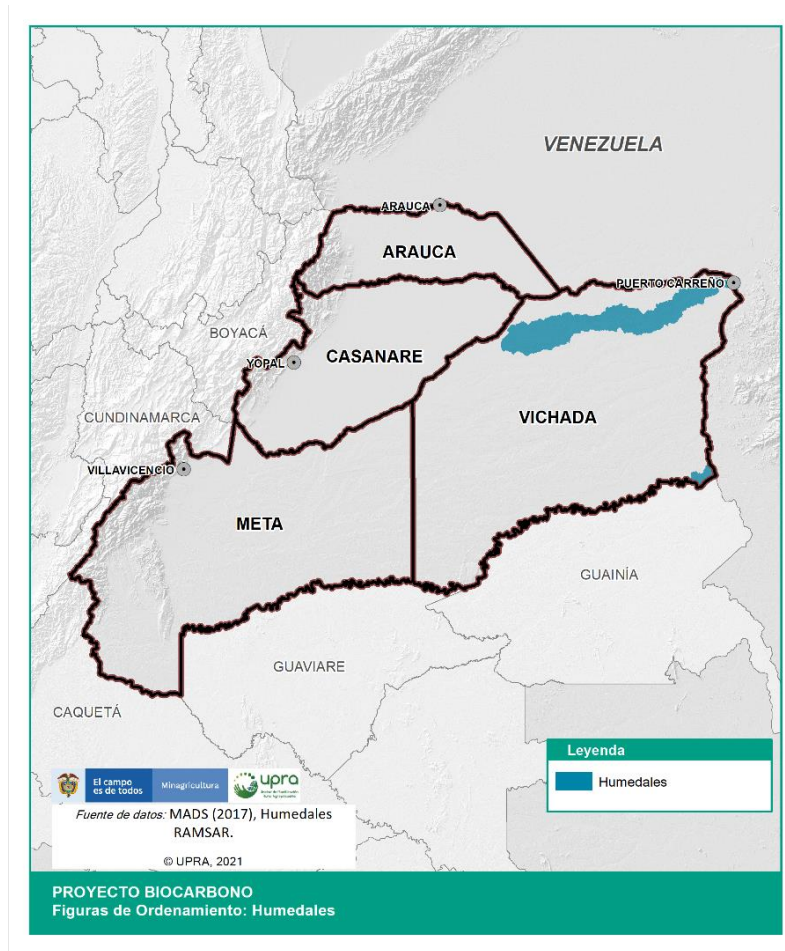 VENEZUELA
ARAUCA
ARAUCA
PUERTO CARREÑO
BOYACÁ
YOPAL
CASANARE
VICHADA
CUNDINAMARCA
VILLAVICENCIO
META
GUAINÍA
GUAVIARE
CAQUETÁ
Leyenda
Humedales
El campo
es de todos
Minagricultura
upra
Fuente de datos: MADS (2017), Humedales
RAMSAR.
© UPRA, 2021
PROYECTO BIOCARBONO
Figuras de Ordenamiento: Humedales